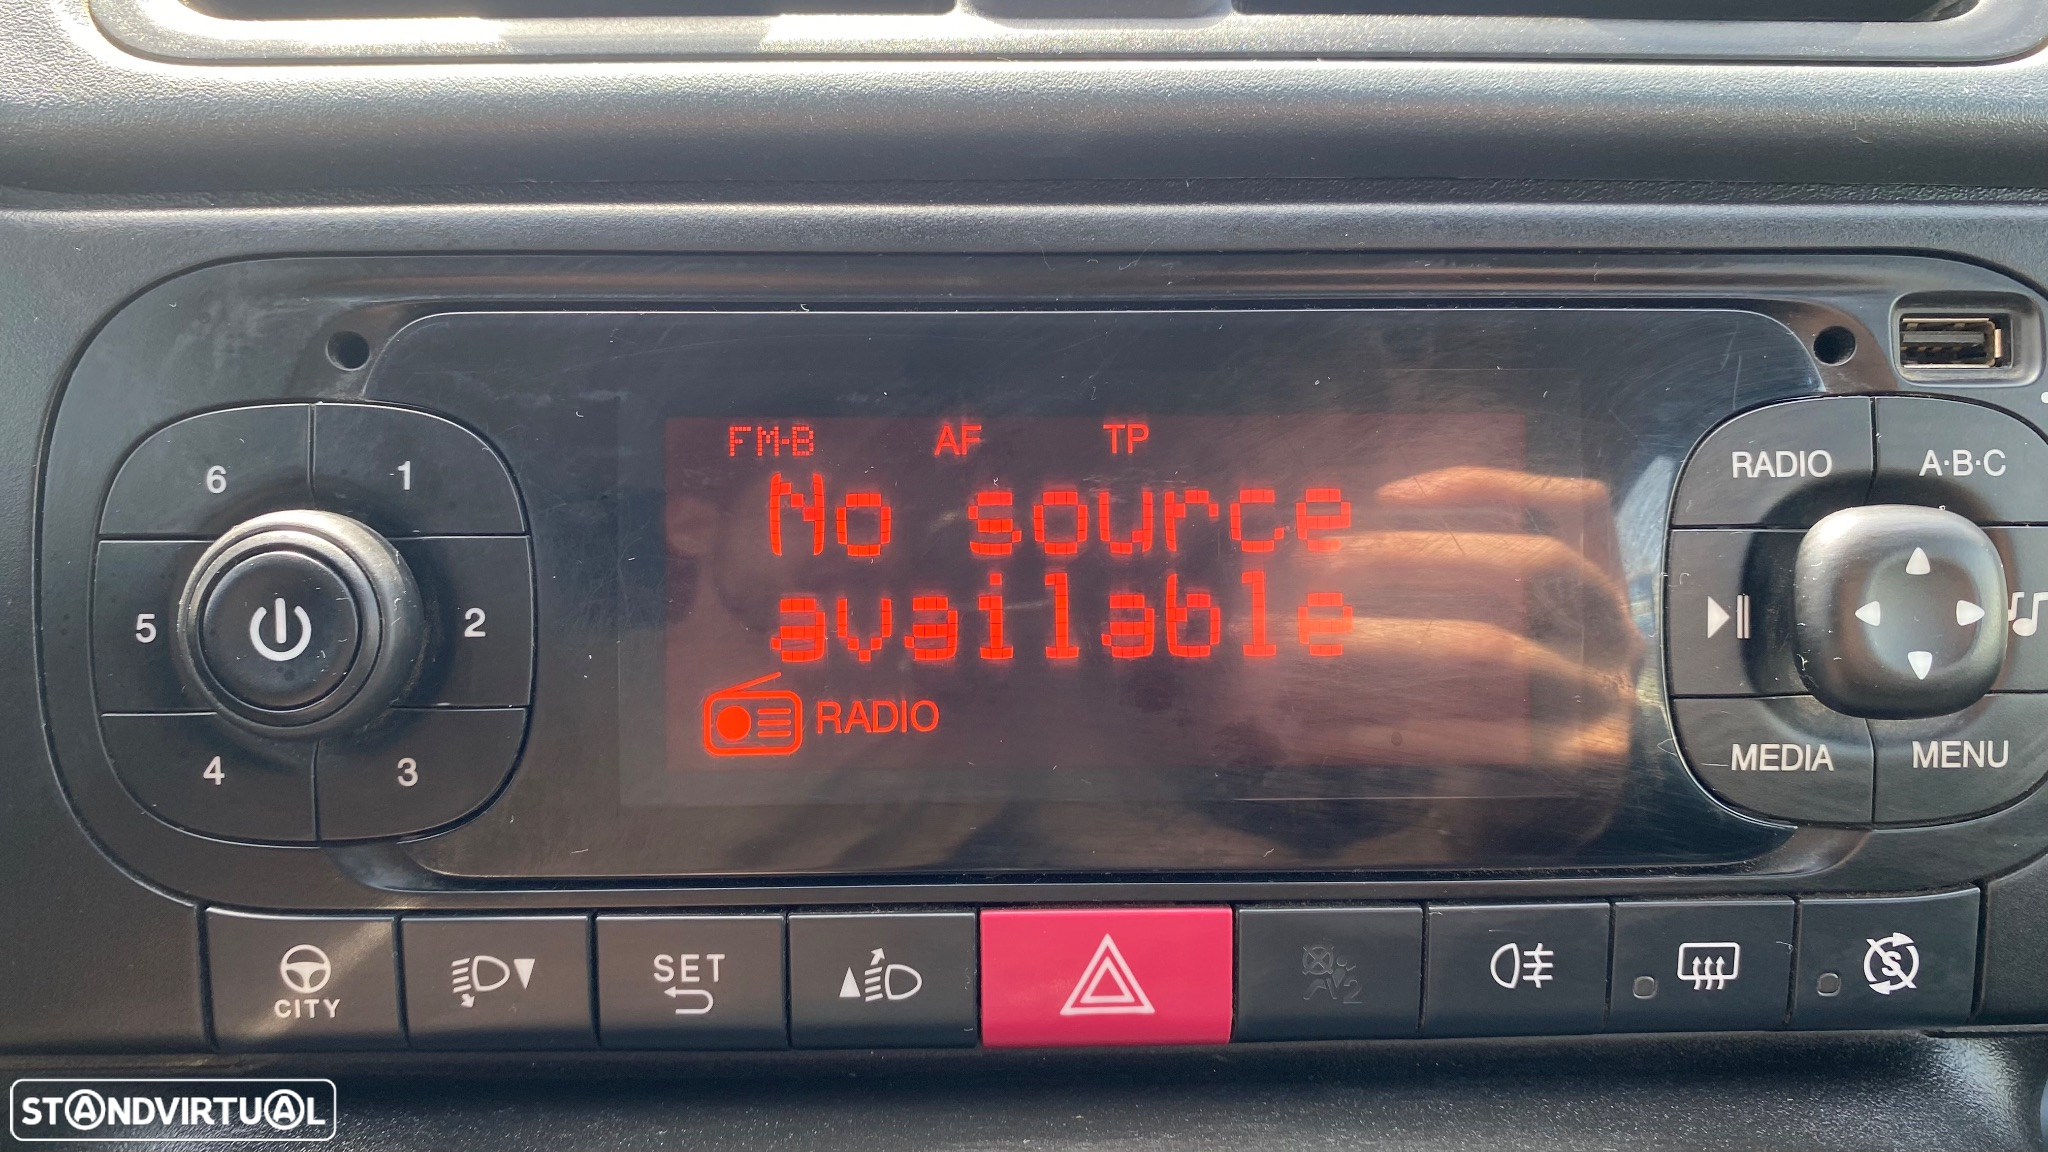 FM-B AF TP
No source
available
RADIO
6 1
5 2
4 3
RADIO A·B·C
MEDIA MENU
CITY
SET
2
S
STANDVIRTUAL